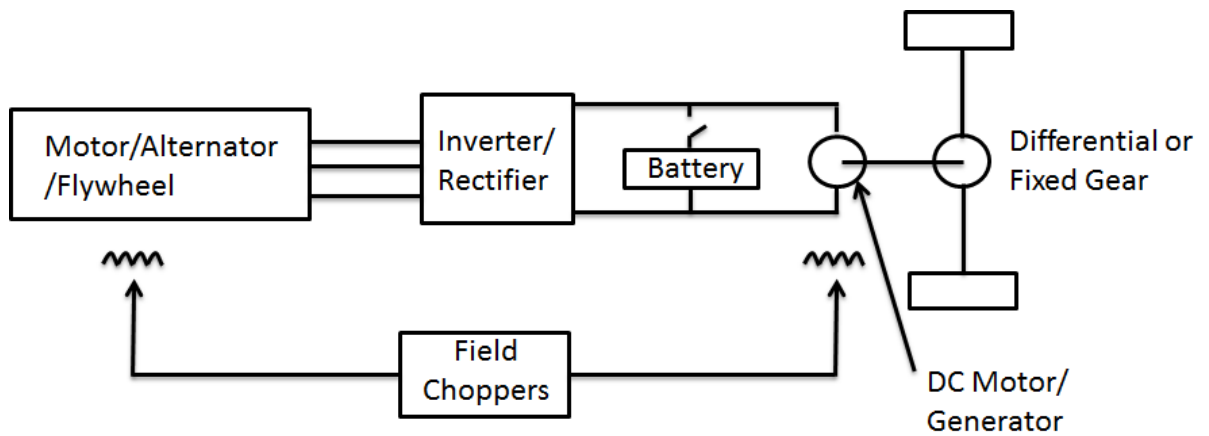 Motor/Alternator
/Flywheel
Inverter/
Rectifier
Battery
Differential or
Fixed Gear
Field
Choppers
DC Motor/
Generator